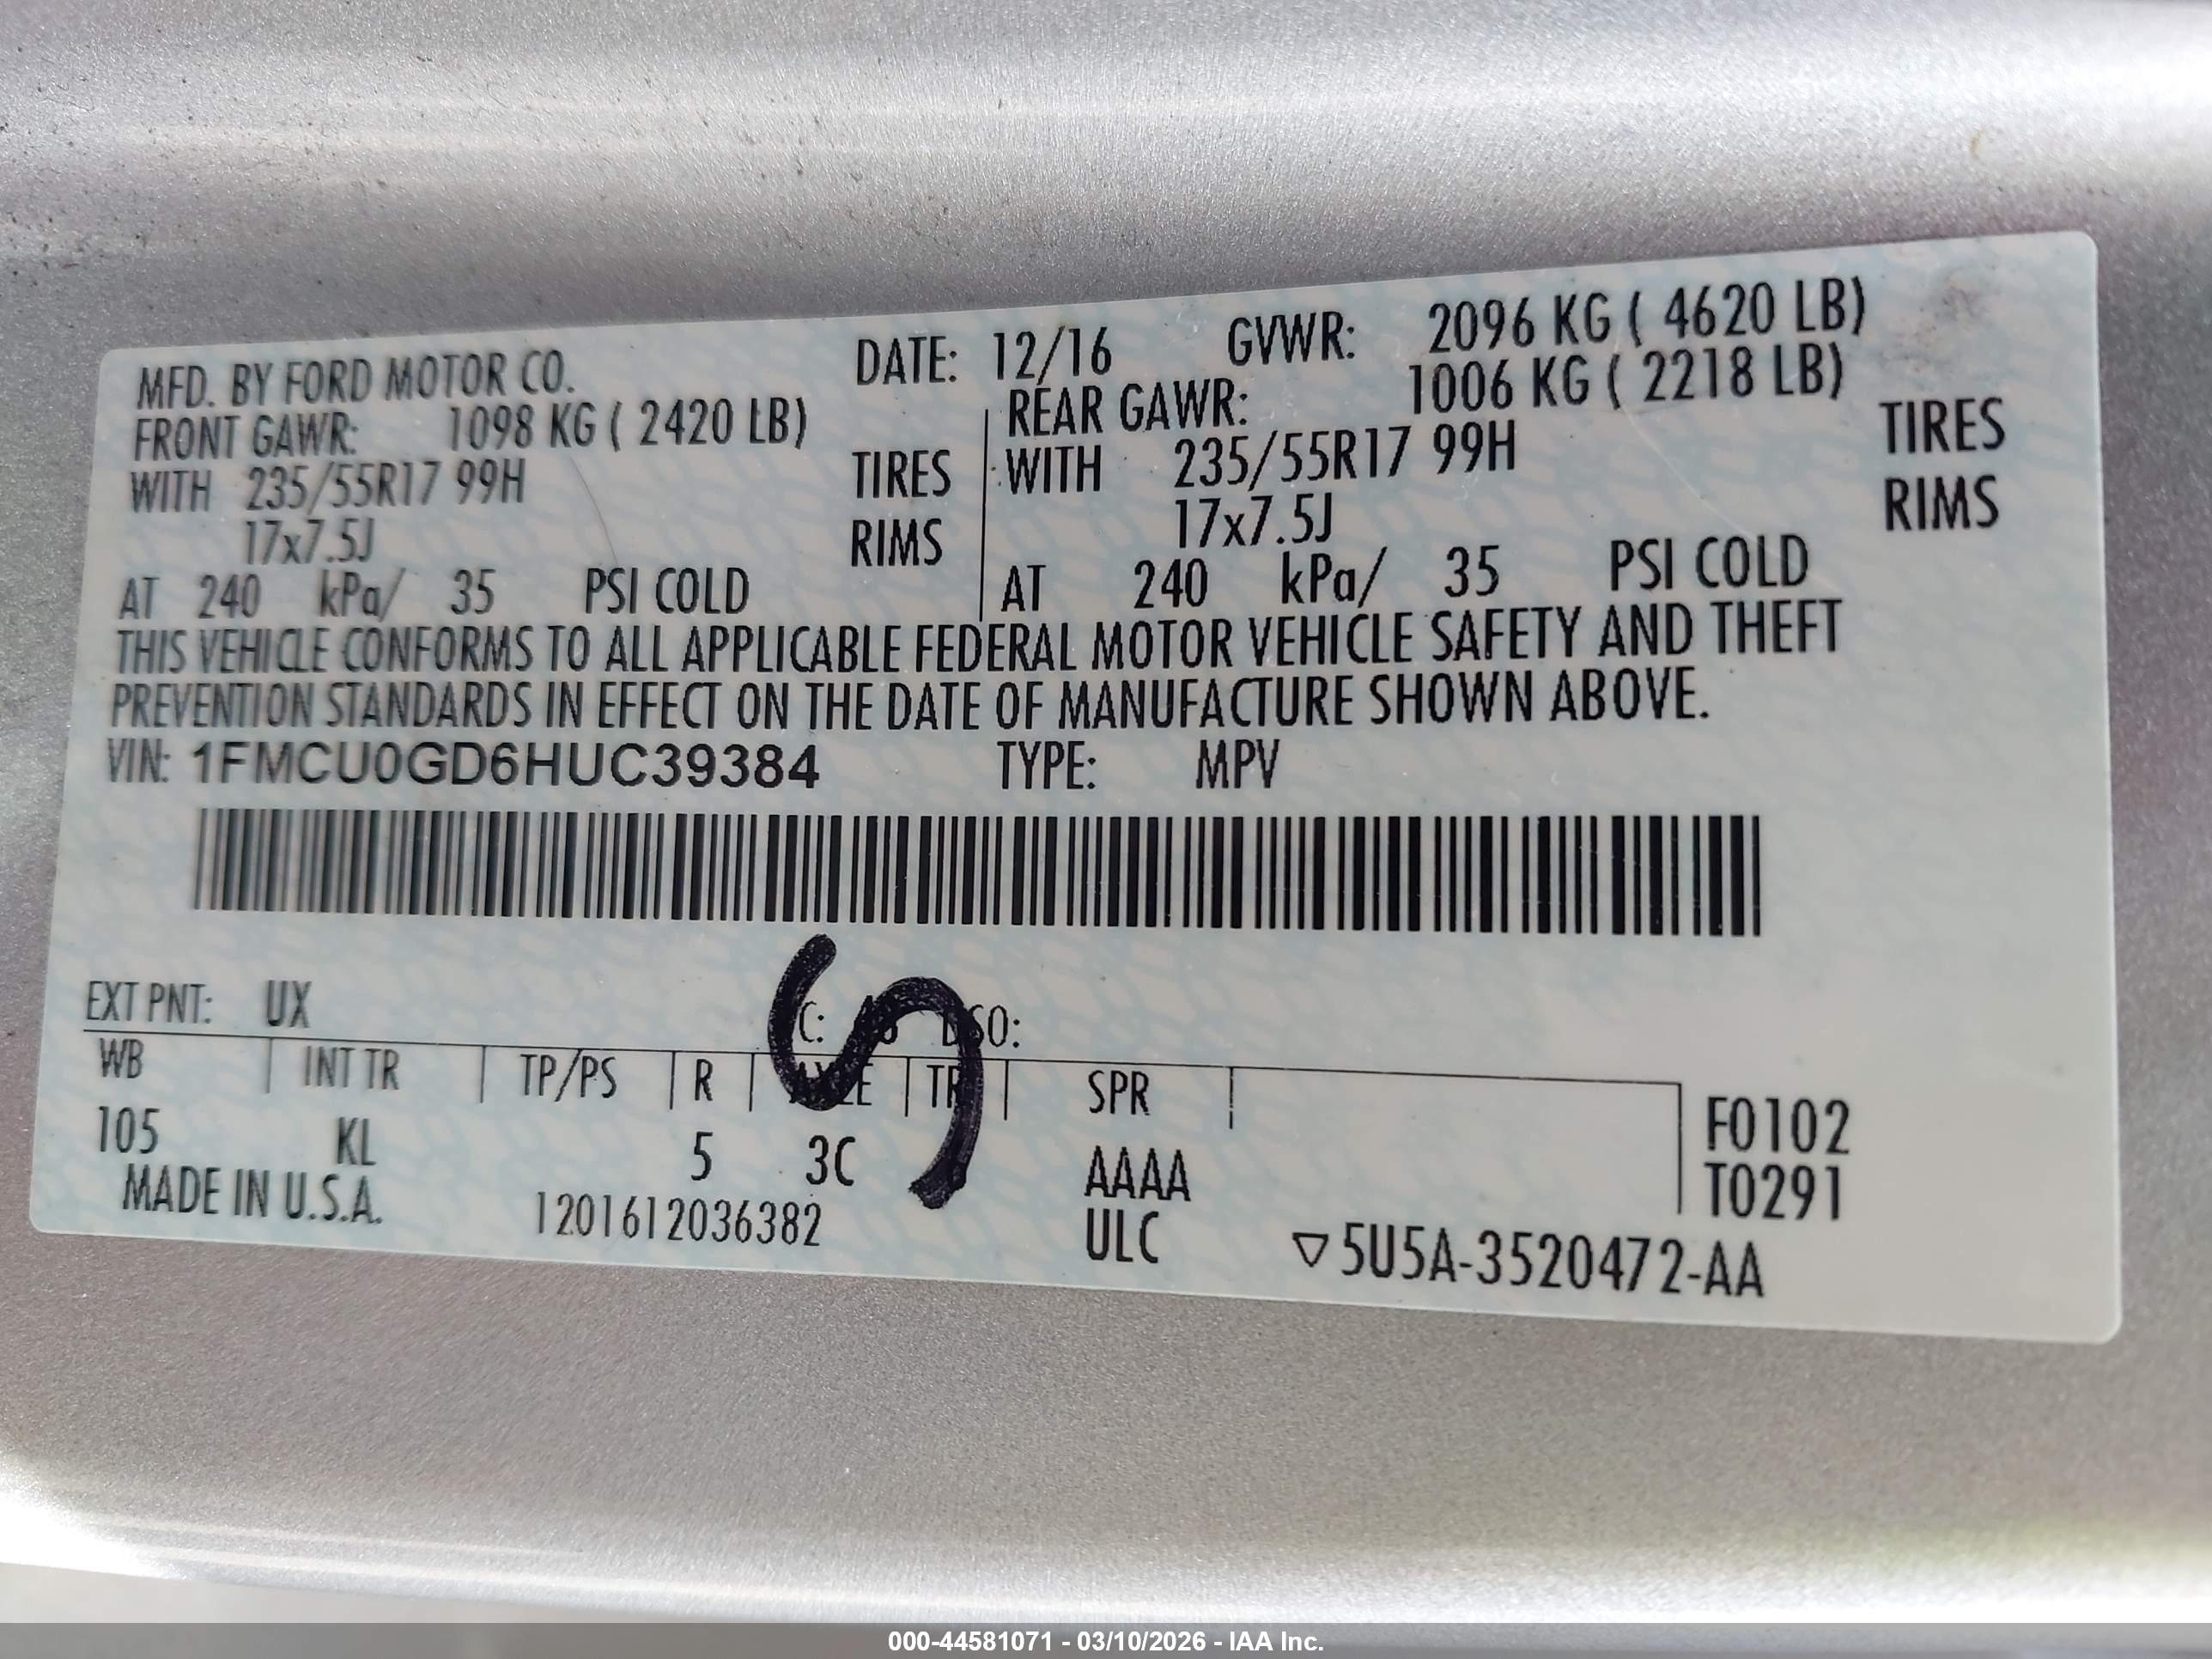 MFD. BY FORD MOTOR CO. DATE: 12/16 GVWR: 2096 KG ( 4620 LB)
FRONT GAWR: 1098 KG ( 2420 LB) REAR GAWR: 1006 KG ( 2218 LB)
WITH 235/55R17 99H TIRES WITH 235/55R17 99H TIRES
17x7.5J RIMS 17x7.5J RIMS
AT 240 kPa/ 35 PSI COLD AT 240 kPa/ 35 PSI COLD
THIS VEHICLE CONFORMS TO ALL APPLICABLE FEDERAL MOTOR VEHICLE SAFETY AND THEFT
PREVENTION STANDARDS IN EFFECT ON THE DATE OF MANUFACTURE SHOWN ABOVE.
VIN: 1FMCU0GD6HUC39384 TYPE: MPV
EXT PNT: UX DSO:
WB INT TR TP/PS R AXLE TR SPR
105 KL 5 3C AAAA F0102
T0291
MADE IN U.S.A. 1201612036382 ULC ▽5U5A-3520472-AA
000-44581071 - 03/10/2026 - IAA Inc.